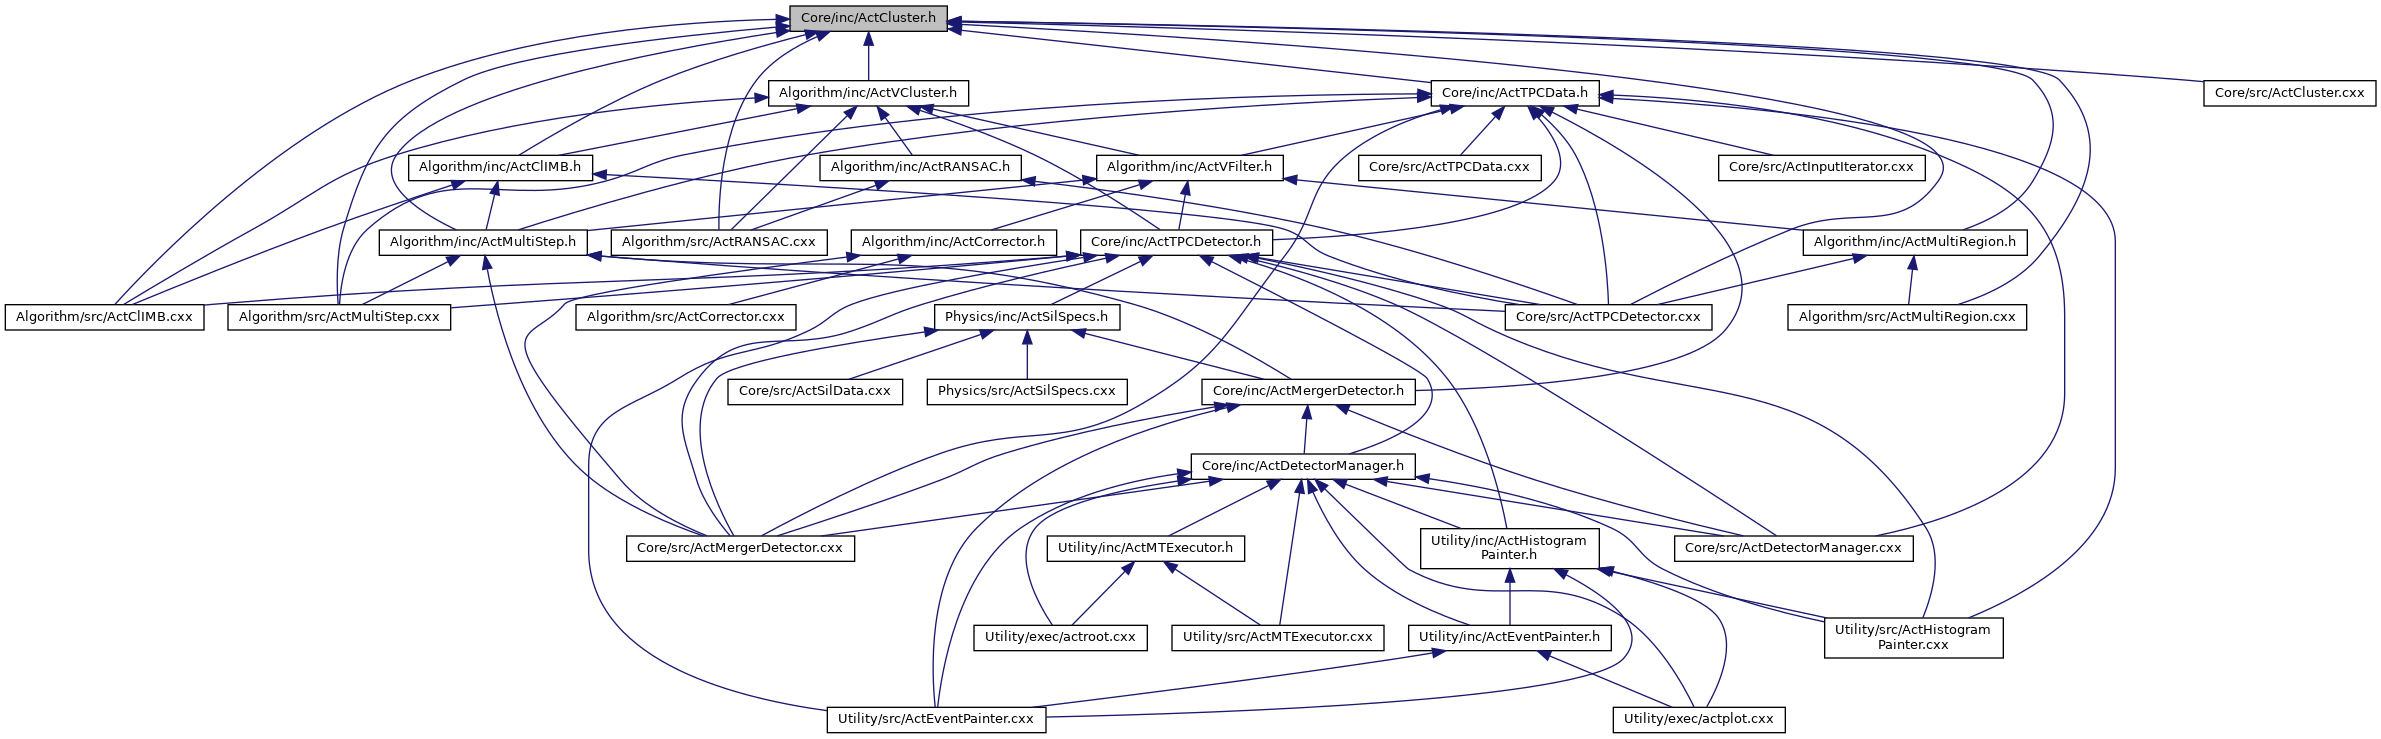 Core/inc/ActCluster.h
Algorithm/inc/ActVCluster.h
Core/inc/ActTPCData.h
Core/src/ActCluster.cxx
Algorithm/inc/ActClIMB.h
Algorithm/inc/ActRANSAC.h
Algorithm/inc/ActVFilter.h
Core/src/ActTPCData.cxx
Core/src/ActInputIterator.cxx
Algorithm/inc/ActMultiStep.h
Algorithm/src/ActRANSAC.cxx
Algorithm/inc/ActCorrector.h
Core/inc/ActTPCDetector.h
Algorithm/inc/ActMultiRegion.h
Algorithm/src/ActClIMB.cxx
Algorithm/src/ActMultiStep.cxx
Algorithm/src/ActCorrector.cxx
Physics/inc/ActSilSpecs.h
Core/src/ActTPCDetector.cxx
Algorithm/src/ActMultiRegion.cxx
Core/src/ActSilData.cxx
Physics/src/ActSilSpecs.cxx
Core/inc/ActMergerDetector.h
Core/inc/ActDetectorManager.h
Core/src/ActMergerDetector.cxx
Utility/inc/ActMTExecutor.h
Utility/inc/ActHistogram
Painter.h
Core/src/ActDetectorManager.cxx
Utility/exec/actroot.cxx
Utility/src/ActMTExecutor.cxx
Utility/inc/ActEventPainter.h
Utility/src/ActHistogram
Painter.cxx
Utility/src/ActEventPainter.cxx
Utility/exec/actplot.cxx